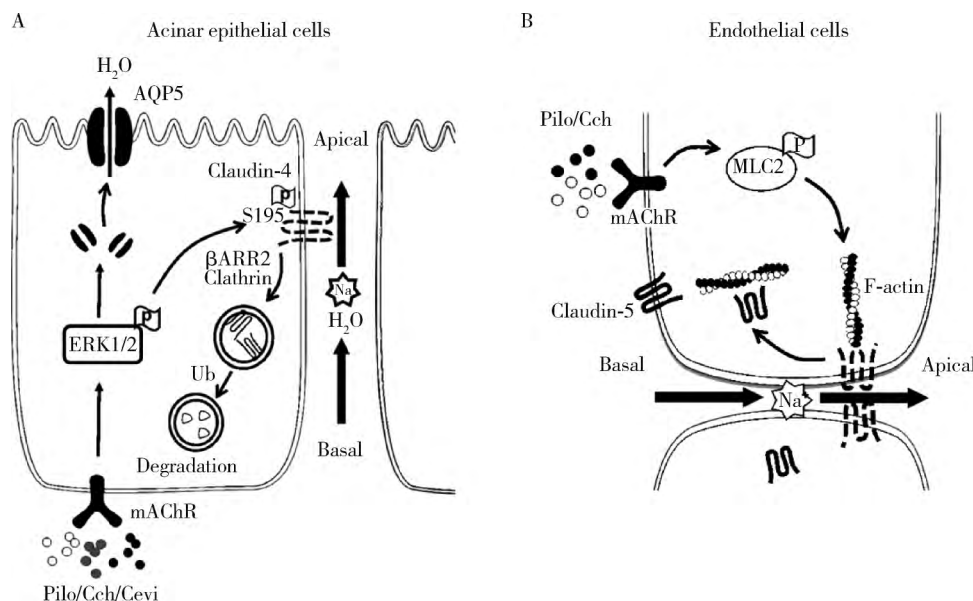 A
Acinar epithelial cells
H₂O
AQP5
Apical
Claudin-4
P
S195
βARR2
Clathrin
Na
H₂O
P
ERK1/2
Ub
Degradation
Basal
mAChR
Pilo/Cch/Cevi
B
Endothelial cells
Pilo/Cch
P
MLC2
mAChR
F-actin
Claudin-5
Basal
Apical
Na